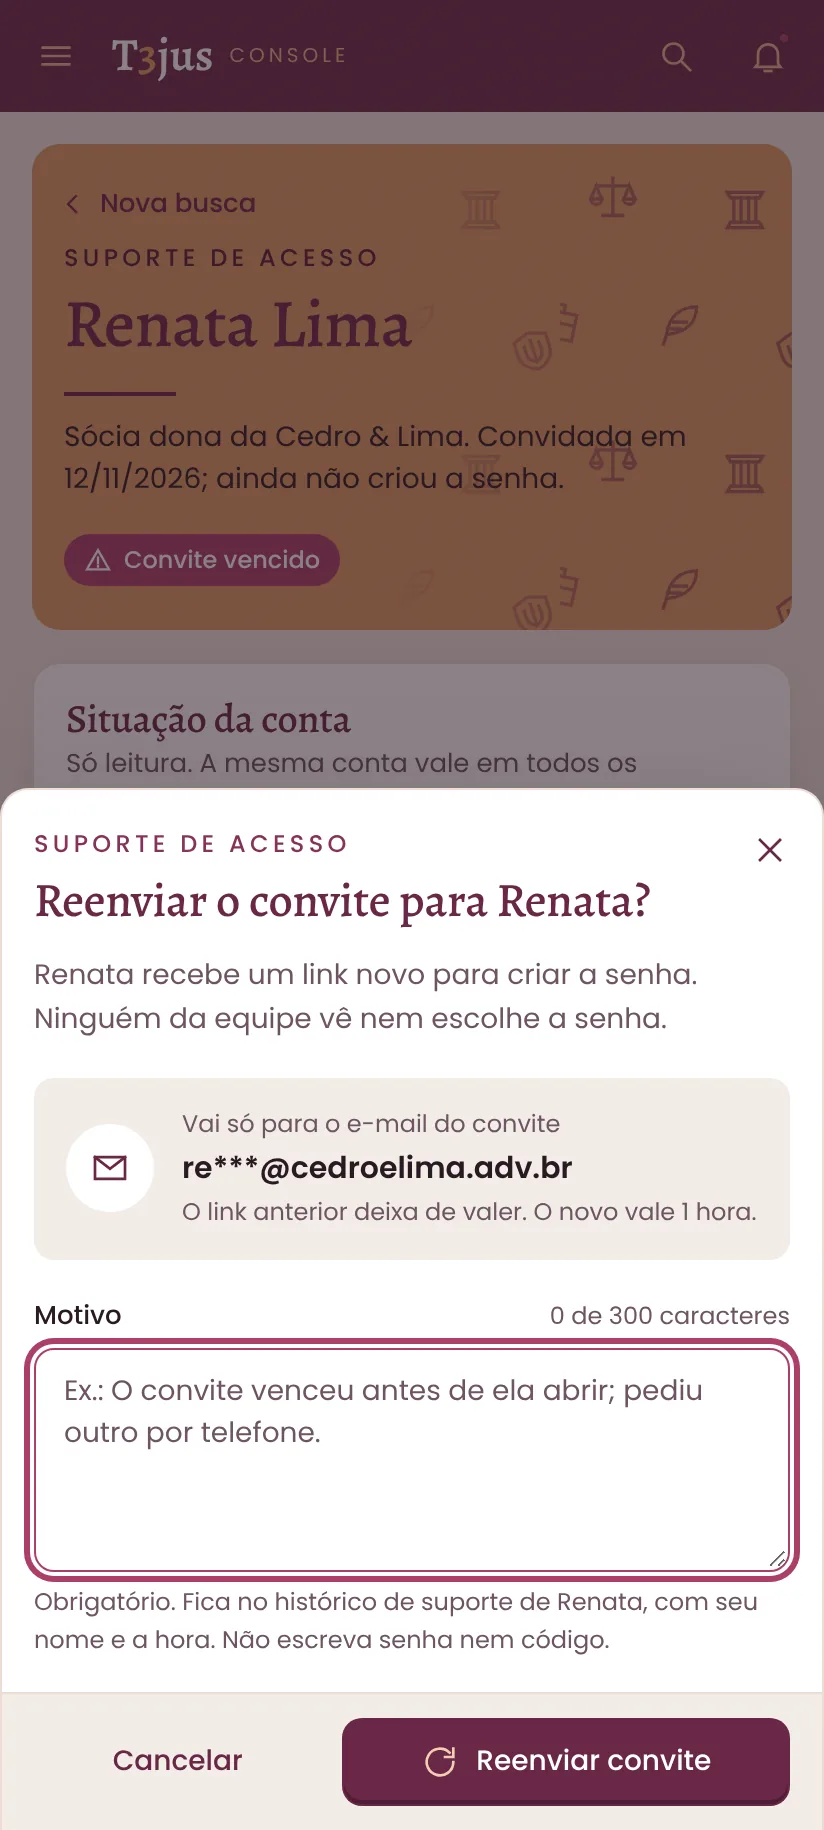 T3jus CONSOLE
Nova busca
SUPORTE DE ACESSO
Renata Lima
Sócia dona da Cedro & Lima. Convidada em
12/11/2026; ainda não criou a senha.
Convite vencido
Situação da conta
Só leitura. A mesma conta vale em todos os
SUPORTE DE ACESSO
Reenviar o convite para Renata?
Renata recebe um link novo para criar a senha.
Ninguém da equipe vê nem escolhe a senha.
Vai só para o e-mail do convite
re***@cedroelima.adv.br
O link anterior deixa de valer. O novo vale 1 hora.
Motivo
0 de 300 caracteres
Ex.: O convite venceu antes de ela abrir; pediu
outro por telefone.
Obrigatório. Fica no histórico de suporte de Renata, com seu
nome e a hora. Não escreva senha nem código.
Cancelar
Reenviar convite